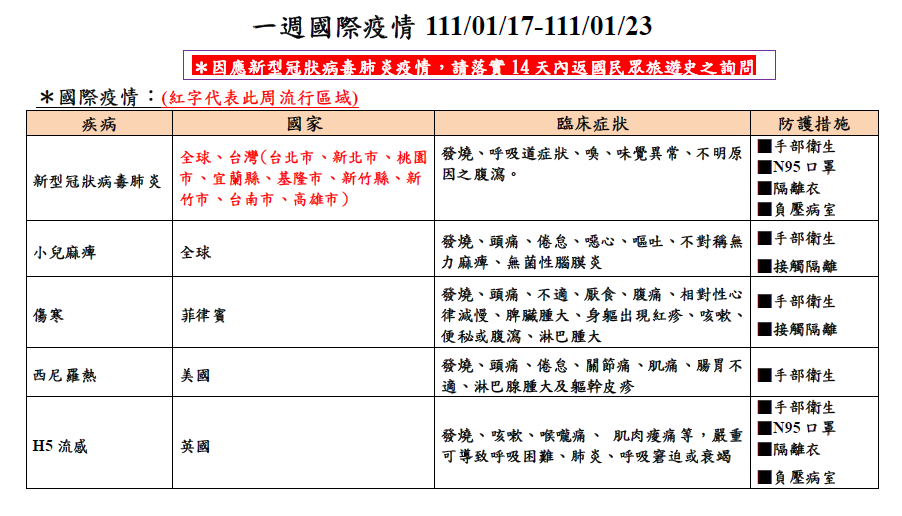 一週國際疫情 111/01/17-111/01/23
＊因應新型冠狀病毒肺炎疫情，請落實 14 天內返國民眾旅遊史之詢問
＊國際疫情：(紅字代表此周流行區域)
疾病 國家 臨床症狀 防護措施
新型冠狀病毒肺炎
全球、台灣(台北市、新北市、桃園
市、宜蘭縣、基隆市、新竹縣、新
竹市、台南市、高雄市)
發燒、呼吸道症狀、嗅、味覺異常、不明原
因之腹瀉。
■手部衛生
■N95 口罩
■隔離衣
■負壓病室
小兒麻痺
全球
發燒、頭痛、倦怠、噁心、嘔吐、不對稱無
力麻痺、無菌性腦膜炎
■手部衛生
■接觸隔離
傷寒
菲律賓
發燒、頭痛、不適、厭食、腹痛、相對性心
律減慢、脾臟腫大、身軀出現紅疹、咳嗽、
便秘或腹瀉、淋巴腫大
■手部衛生
■接觸隔離
西尼羅熱
美國
發燒、頭痛、倦怠、關節痛、肌痛、腸胃不
適、淋巴腺腫大及軀幹皮疹
■手部衛生
H5 流感
英國
發燒、咳嗽、喉嚨痛、 肌肉痠痛等，嚴重
可導致呼吸困難、肺炎、呼吸窘迫或衰竭
■手部衛生
■N95 口罩
■隔離衣
■負壓病室